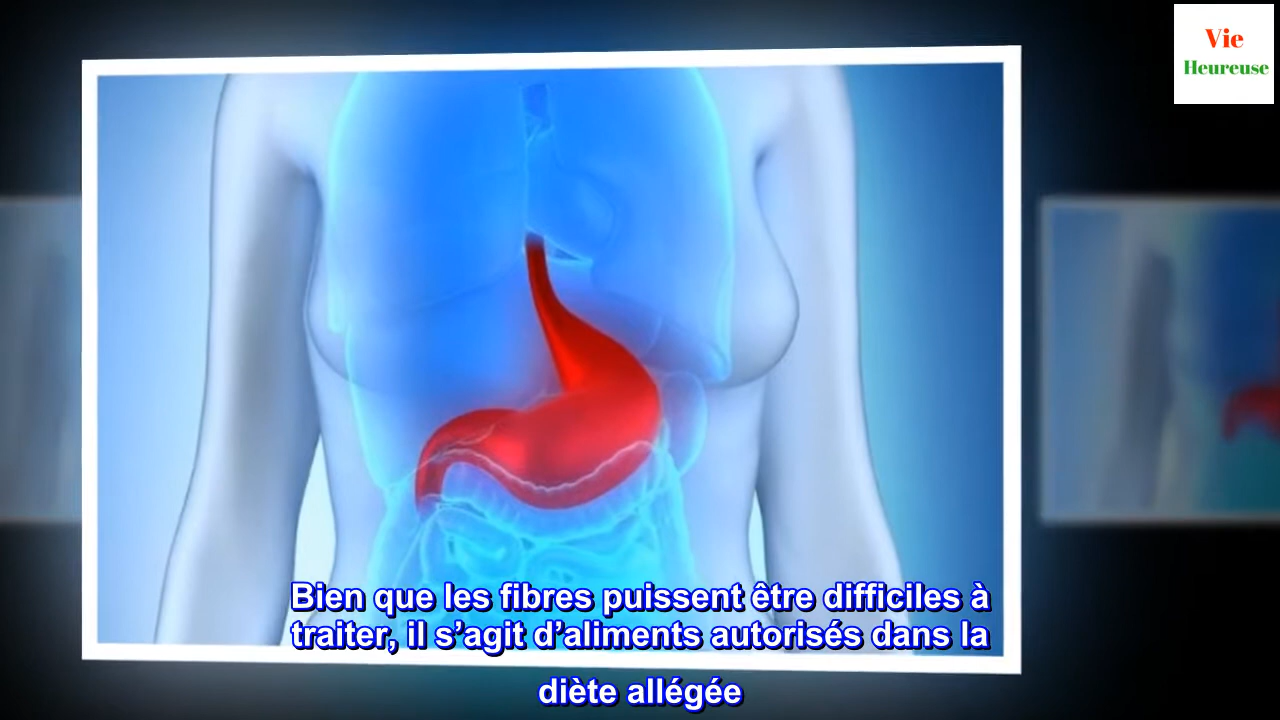 Vie
Heureuse
Bien que les fibres puissent être difficiles à
traiter, il s’agit d’aliments autorisés dans la
diète allégée